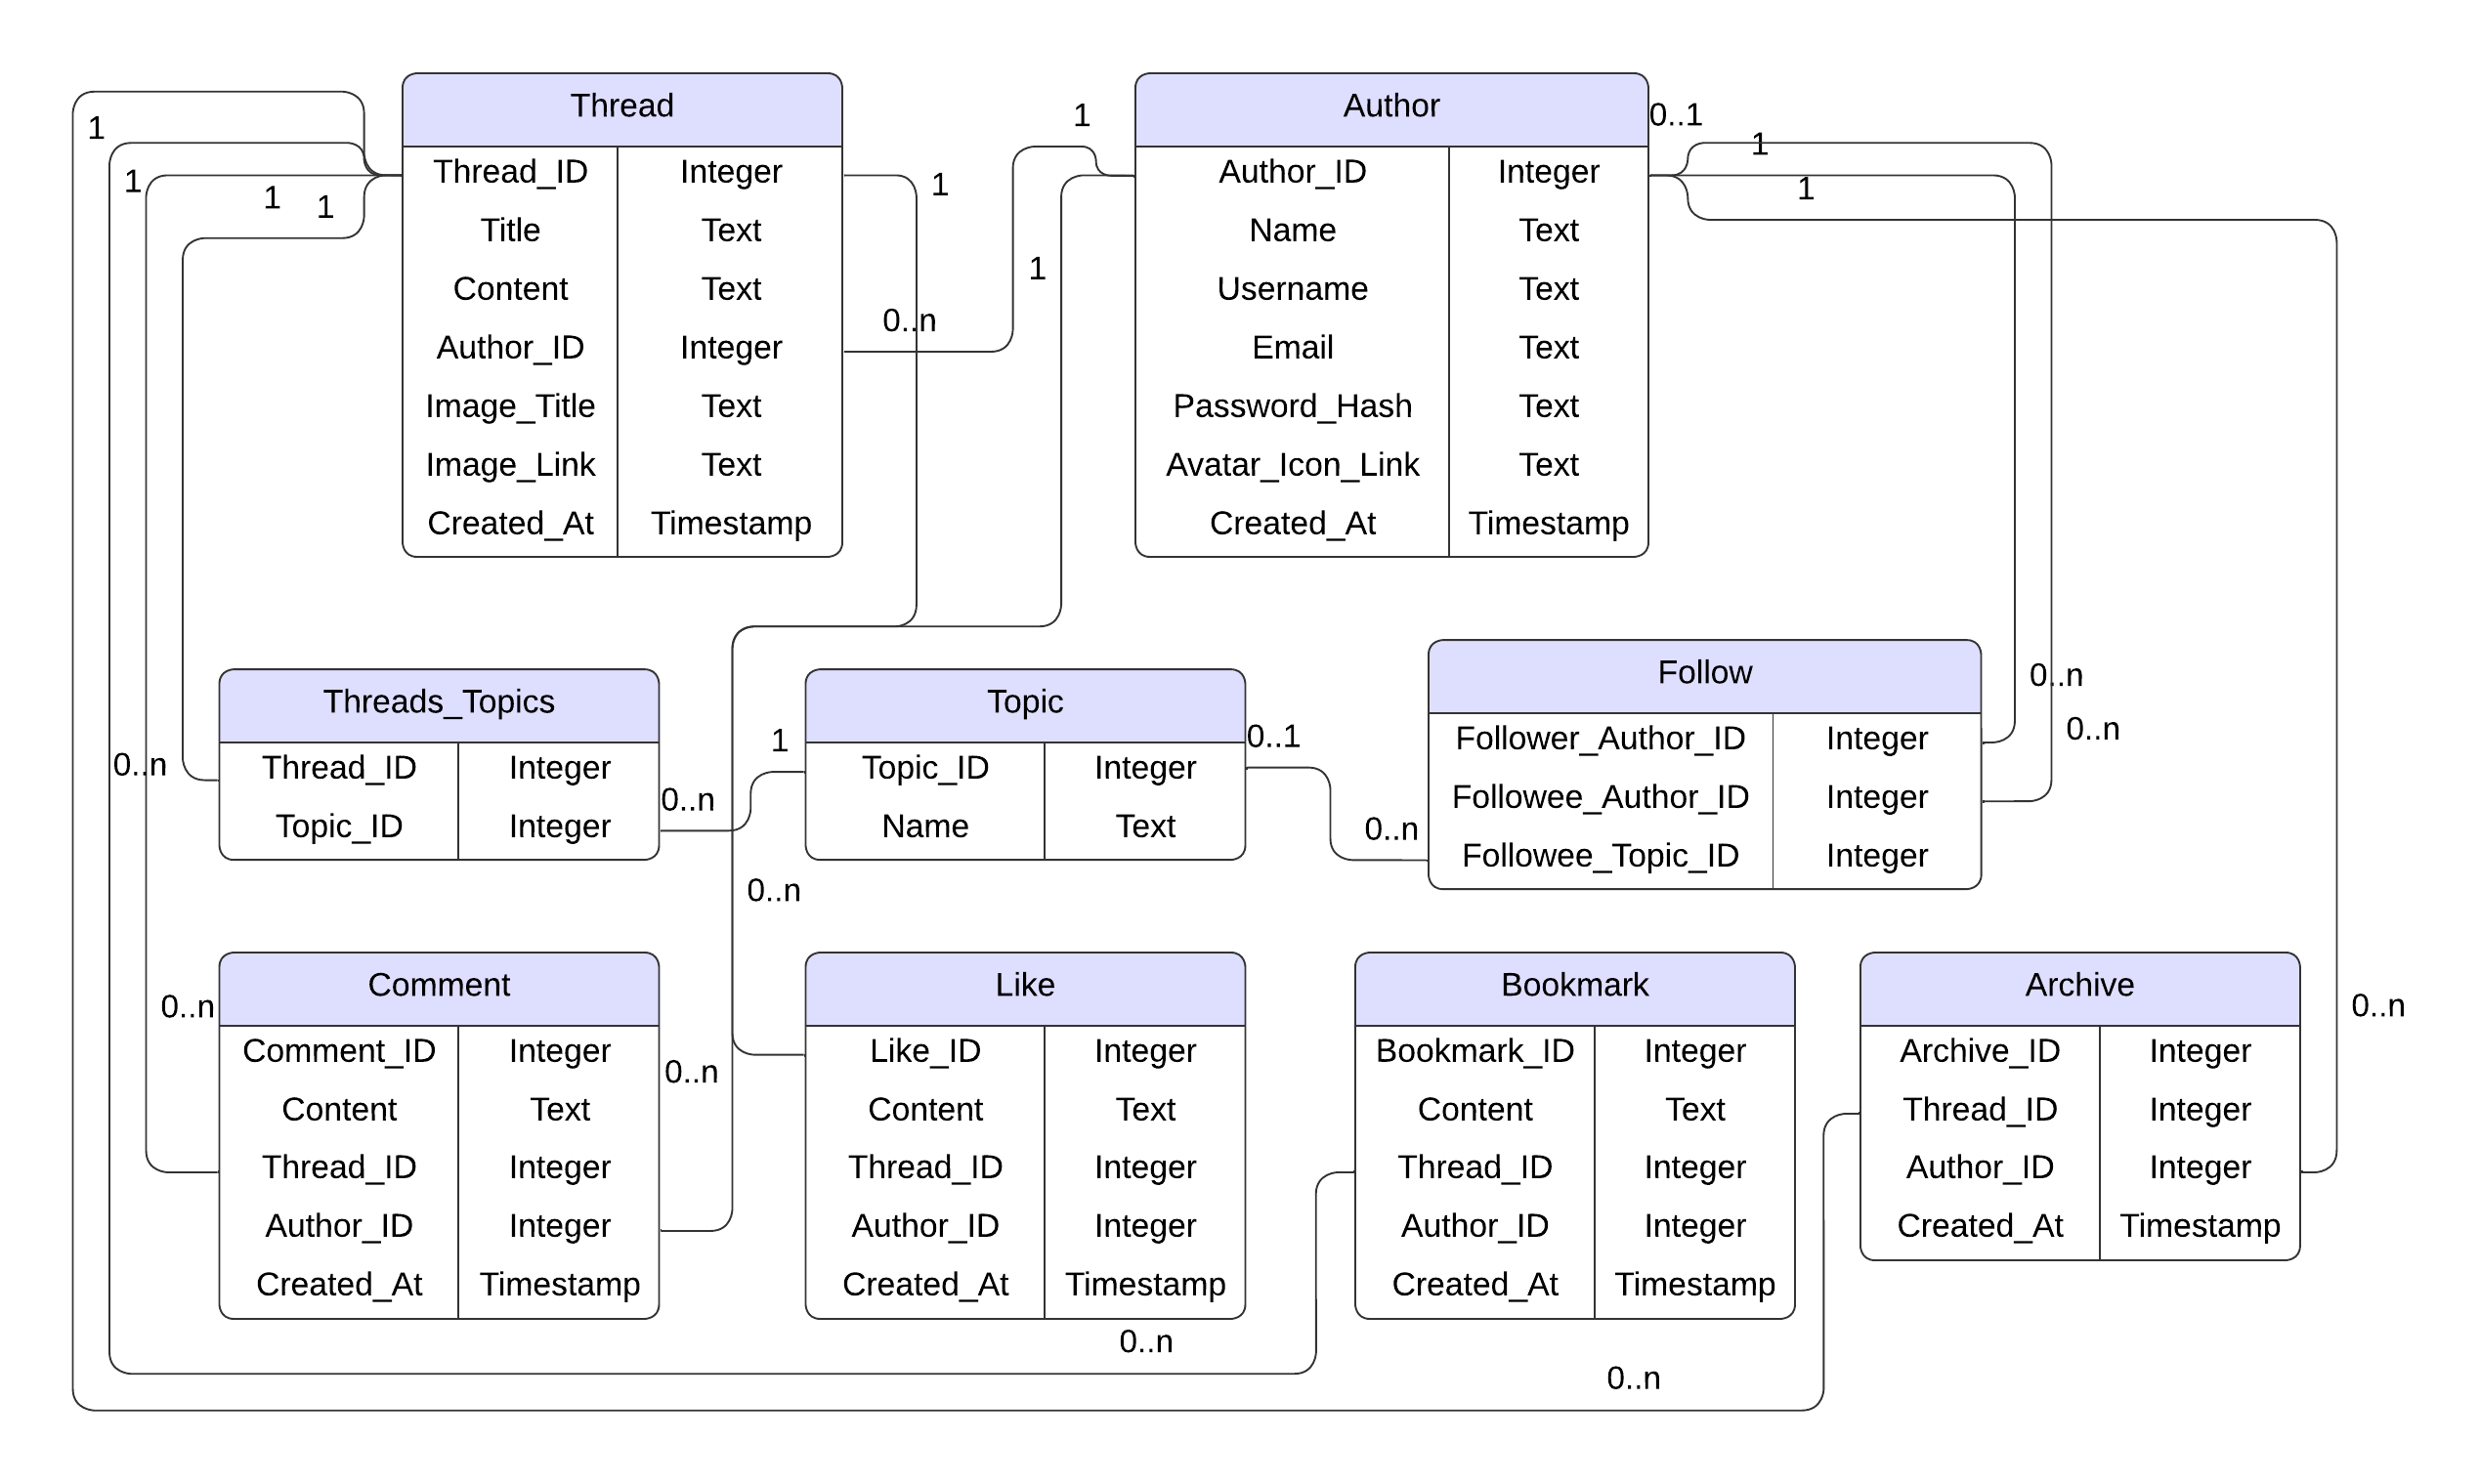 Thread
Thread_ID Integer
Title Text
Content Text
Author_ID Integer
Image_Title Text
Image_Link Text
Created_At Timestamp
Author
Author_ID Integer
Name Text
Username Text
Email Text
Password_Hash Text
Avatar_Icon_Link Text
Created_At Timestamp
1
1
1
1
1
0..n
1
1
0..1
1
1
Threads_Topics
Thread_ID Integer
Topic_ID Integer
0..n
0..n
1
Topic
Topic_ID Integer
Name Text
0..1
0..n
Follow
Follower_Author_ID Integer
Followee_Author_ID Integer
Followee_Topic_ID Integer
0..n
0..n
0..n
0..n
0..n
Comment
Comment_ID Integer
Content Text
Thread_ID Integer
Author_ID Integer
Created_At Timestamp
Like
Like_ID Integer
Content Text
Thread_ID Integer
Author_ID Integer
Created_At Timestamp
Bookmark
Bookmark_ID Integer
Content Text
Thread_ID Integer
Author_ID Integer
Created_At Timestamp
Archive
Archive_ID Integer
Thread_ID Integer
Author_ID Integer
Created_At Timestamp
0..n
0..n
0..n